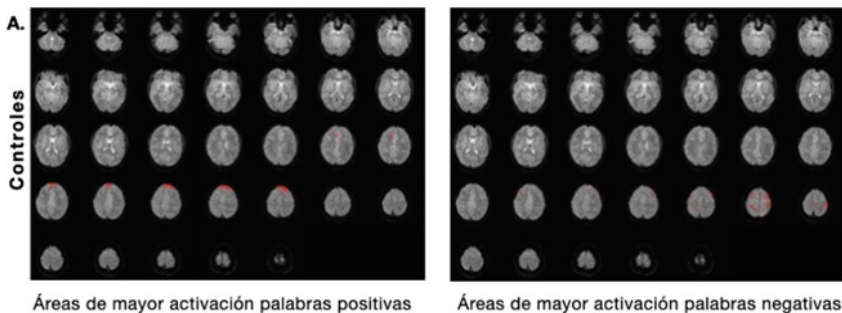 A.
Controles
Áreas de mayor activación palabras positivas
Áreas de mayor activación palabras negativas